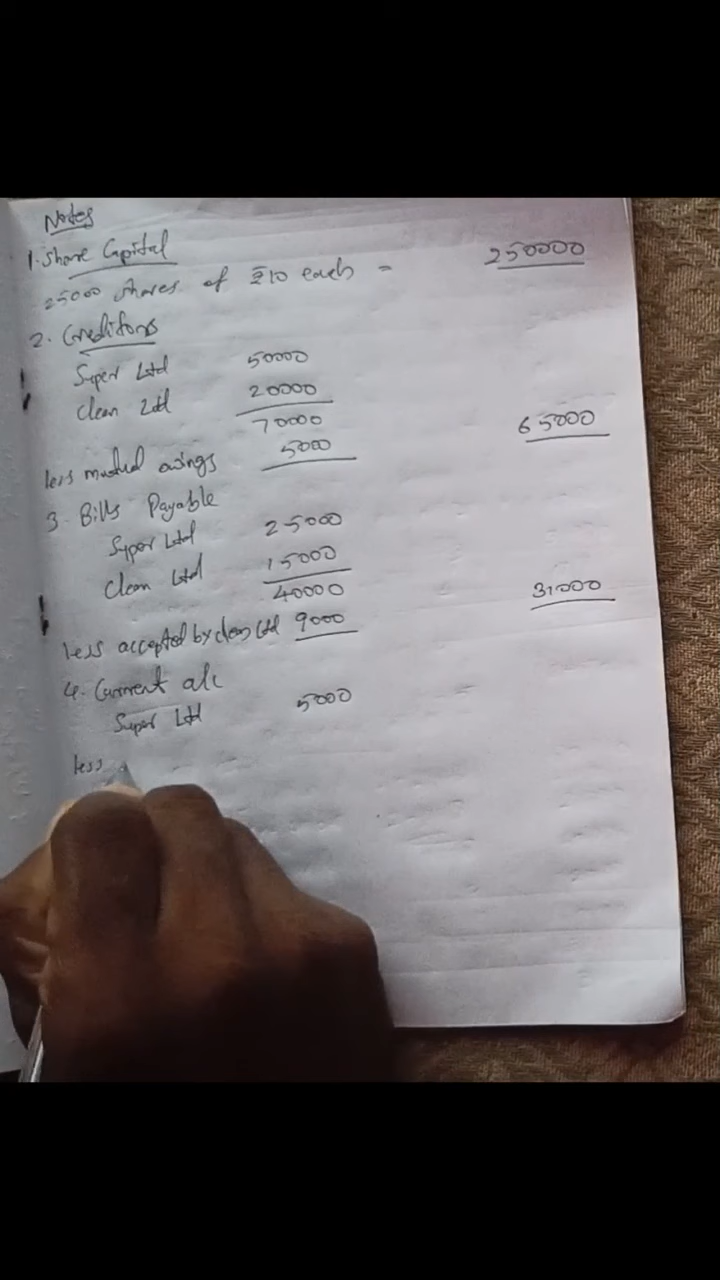 Notes
1. Share Capital
25000 shares of ₹10 each = 250000
2. Creditors
Super Ltd 50000
Clean Ltd 20000
70000
less mutual owings 5000 65000
3. Bills Payable
Super Ltd 25000
Clean Ltd 15000
40000
less accepted by clean Ltd 9000 31000
4. Current a/c
Super Ltd 5000
less